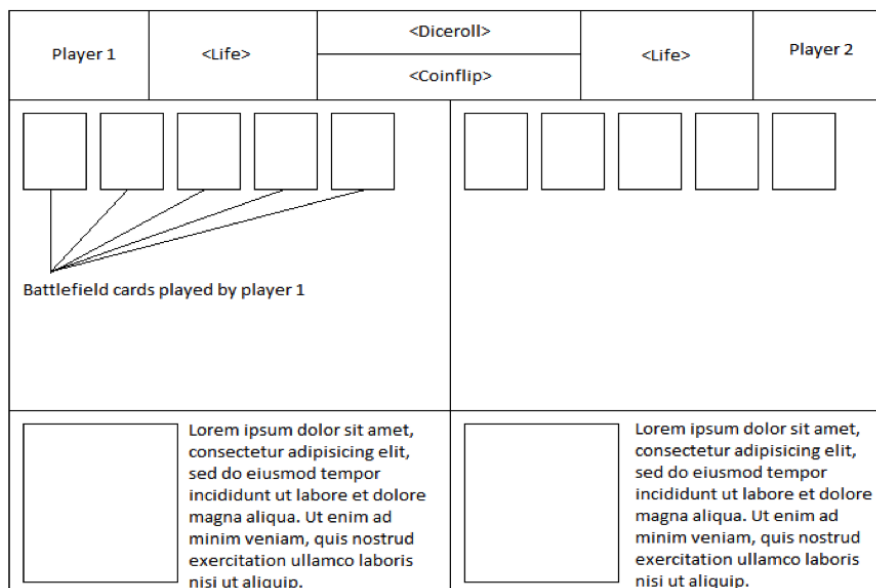 Player 1
<Life>
<Diceroll>
<Coinflip>
<Life>
Player 2
Battlefield cards played by player 1
Lorem ipsum dolor sit amet,
consectetur adipisicing elit,
sed do eiusmod tempor
incididunt ut labore et dolore
magna aliqua. Ut enim ad
minim veniam, quis nostrud
exercitation ullamco laboris
nisi ut aliquip.
Lorem ipsum dolor sit amet,
consectetur adipisicing elit,
sed do eiusmod tempor
incididunt ut labore et dolore
magna aliqua. Ut enim ad
minim veniam, quis nostrud
exercitation ullamco laboris
nisi ut aliquip.